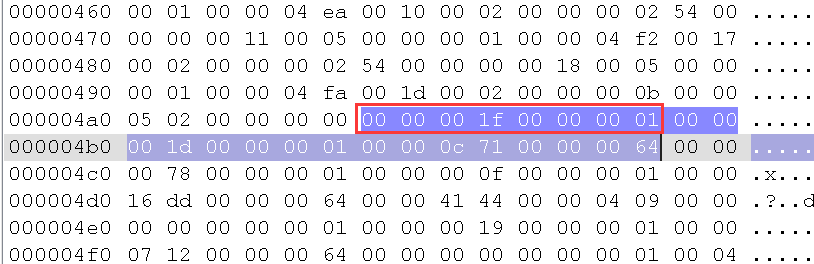 00000460 00 01 00 00 04 ea 00 10 00 02 00 00 00 02 54 00 .....
00000470 00 00 00 11 00 05 00 00 00 01 00 00 04 f2 00 17 .....
00000480 00 02 00 00 00 02 54 00 00 00 00 18 00 05 00 00 .....
00000490 00 01 00 00 04 fa 00 1d 00 02 00 00 00 0b 00 00 .....
000004a0 05 02 00 00 00 00 00 00 00 1f 00 00 00 01 00 00 .....
000004b0 00 1d 00 00 00 01 00 00 0c 71 00 00 00 64 00 00 .....
000004c0 00 78 00 00 00 01 00 00 00 0f 00 00 00 01 00 00 .x...
000004d0 16 dd 00 00 00 64 00 00 41 44 00 00 04 09 00 00 .?..d
000004e0 00 00 00 00 00 01 00 00 00 19 00 00 00 01 00 00 .....
000004f0 07 12 00 00 00 64 00 00 00 00 00 00 00 01 00 04 .....